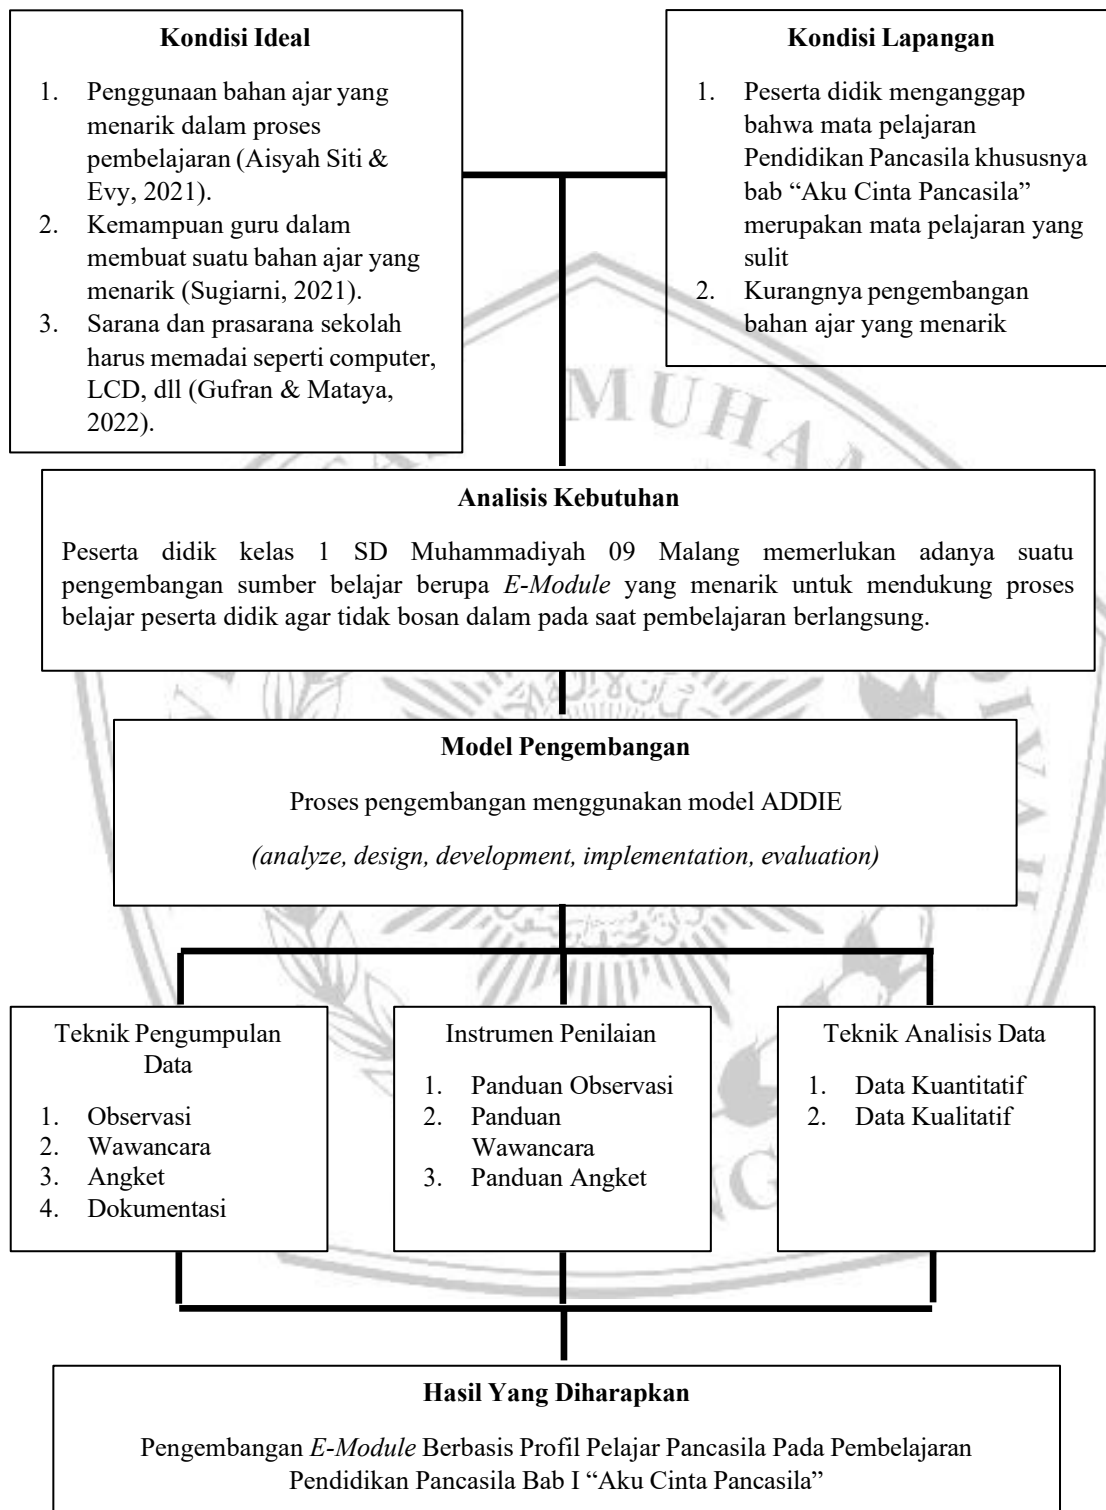 Kondisi Ideal
1. Penggunaan bahan ajar yang
menarik dalam proses
pembelajaran (Aisyah Siti &
Evy, 2021).
2. Kemampuan guru dalam
membuat suatu bahan ajar yang
menarik (Sugiarni, 2021).
3. Sarana dan prasarana sekolah
harus memadai seperti computer,
LCD, dll (Gufran & Mataya,
2022).
Kondisi Lapangan
1. Peserta didik menganggap
bahwa mata pelajaran
Pendidikan Pancasila khususnya
bab “Aku Cinta Pancasila”
merupakan mata pelajaran yang
sulit
2. Kurangnya pengembangan
bahan ajar yang menarik
Analisis Kebutuhan
Peserta didik kelas 1 SD Muhammadiyah 09 Malang memerlukan adanya suatu
pengembangan sumber belajar berupa E-Module yang menarik untuk mendukung proses
belajar peserta didik agar tidak bosan dalam pada saat pembelajaran berlangsung.
Model Pengembangan
Proses pengembangan menggunakan model ADDIE
(analyze, design, development, implementation, evaluation)
Teknik Pengumpulan
Data
1. Observasi
2. Wawancara
3. Angket
4. Dokumentasi
Instrumen Penilaian
1. Panduan Observasi
2. Panduan
Wawancara
3. Panduan Angket
Teknik Analisis Data
1. Data Kuantitatif
2. Data Kualitatif
Hasil Yang Diharapkan
Pengembangan E-Module Berbasis Profil Pelajar Pancasila Pada Pembelajaran
Pendidikan Pancasila Bab I “Aku Cinta Pancasila”